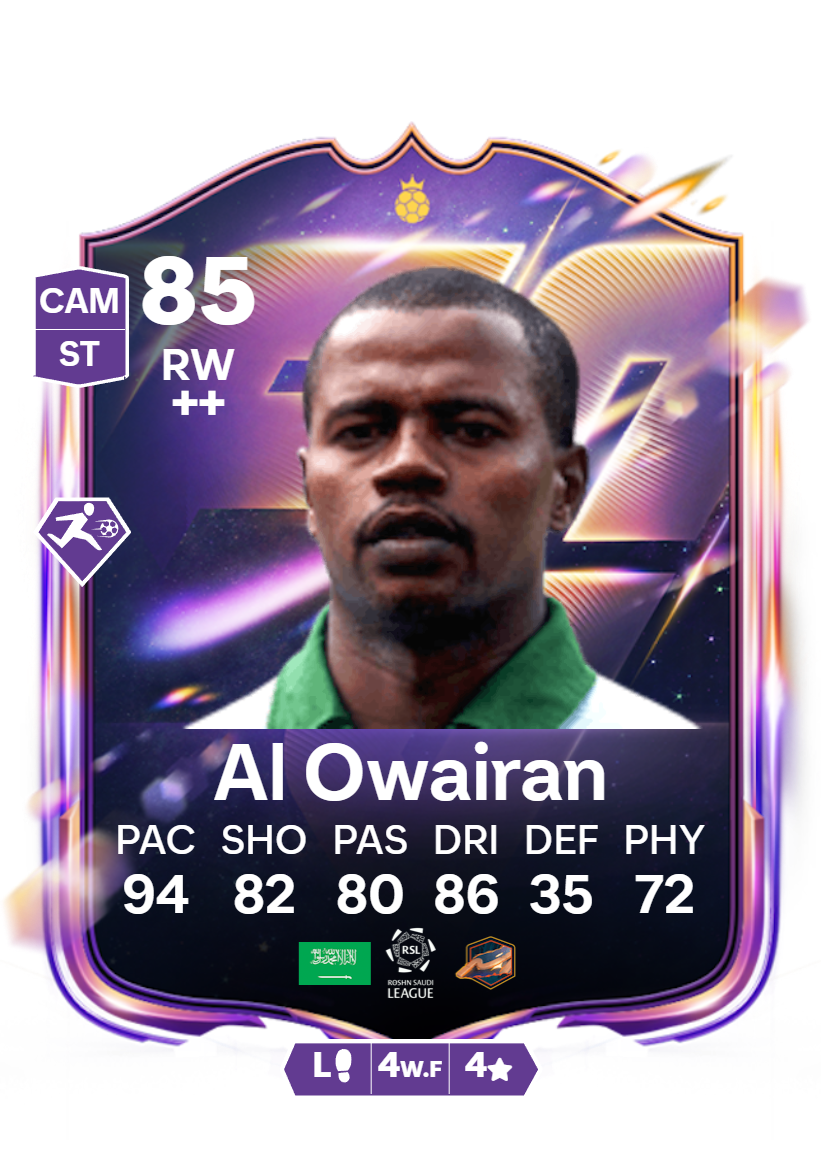 CAM
85
ST
RW
++
Al Owairan
PAC SHO PAS DRI DEF PHY
94 82 80 86 35 72
RSL
ROSHN SAUDI
LEAGUE
L 4W.F 4